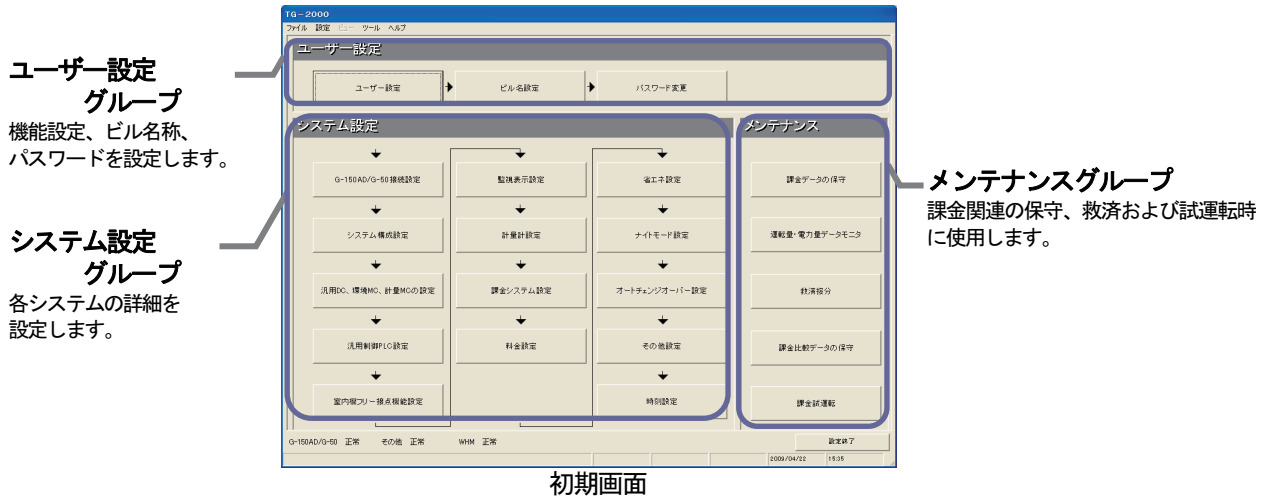 TG-2000
ファイル 設定 ビュー ツール ヘルプ
ユーザー設定
ユーザー設定
ビル名設定
パスワード変更
ユーザー設定
グループ
機能設定、ビル名称、
パスワードを設定します。
システム設定
グループ
各システムの詳細を
設定します。
システム設定
G-150AD/G-50接続設定
システム構成設定
汎用DC、環境MC、計量MCの設定
汎用制御PLC設定
室内機フリー接点機能設定
監視表示設定
計量計設定
課金システム設定
料金設定
省エネ設定
ナイトモード設定
オートチェンジオーバー設定
その他設定
時刻設定
メンテナンス
課金データの保守
運転量・電力量データモニタ
救済按分
課金比較データの保守
課金試運転
メンテナンスグループ
課金関連の保守、救済および試運転時
に使用します。
G-150AD/G-50 正常 その他 正常 WHM 正常
設定終了
2009/04/22 15:35
初期画面